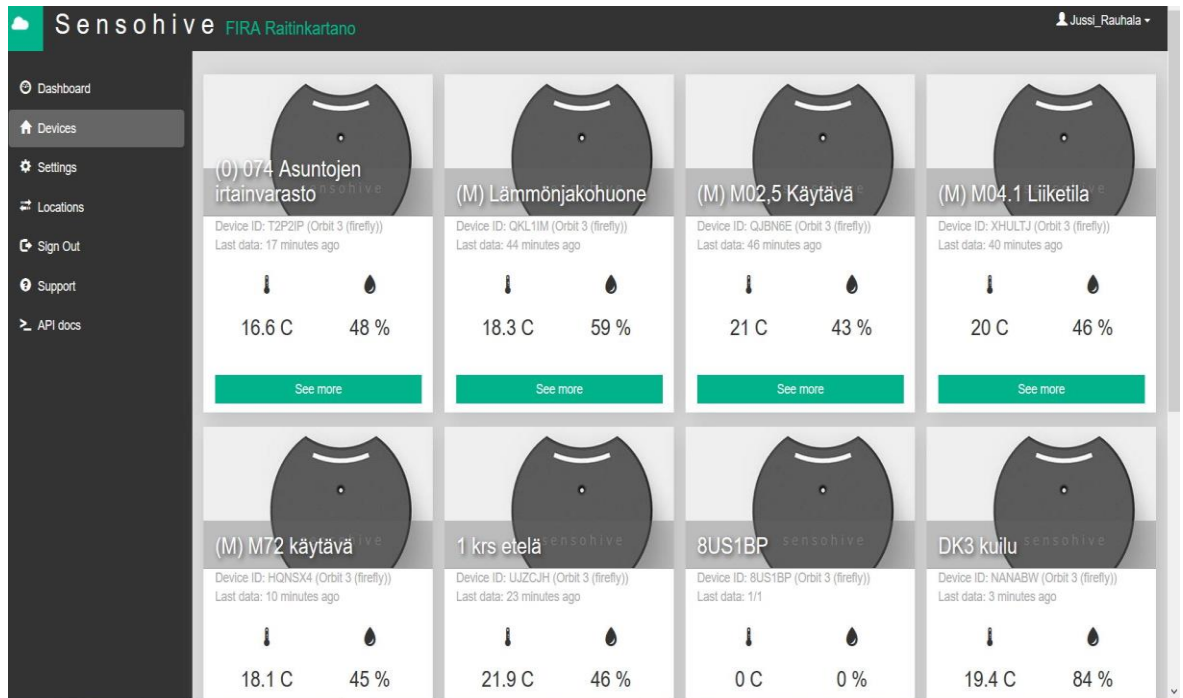 Sensohive FIRA Raitinkartano
Jussi_Rauhala
Dashboard
Devices
Settings
Locations
Sign Out
Support
API docs
(0) 074 Asuntojen
irtainvarasto
sensohive
Device ID: T2P2IP (Orbit 3 (firefly))
Last data: 17 minutes ago
16.6 C 48 %
See more
(M) Lämmönjakohuone
Device ID: QKL1IM (Orbit 3 (firefly))
Last data: 44 minutes ago
18.3 C 59 %
See more
(M) M02,5 Käytävä
Device ID: QJBN6E (Orbit 3 (firefly))
Last data: 46 minutes ago
21 C 43 %
See more
(M) M04.1 Liiketila
Device ID: XHULTJ (Orbit 3 (firefly))
Last data: 40 minutes ago
20 C 46 %
See more
(M) M72 käytävä
Device ID: HQNSX4 (Orbit 3 (firefly))
Last data: 10 minutes ago
18.1 C 45 %
1 krs etelä
sensohive
Device ID: UJZCJH (Orbit 3 (firefly))
Last data: 23 minutes ago
21.9 C 46 %
8US1BP
sensohive
Device ID: 8US1BP (Orbit 3 (firefly))
Last data: 1/1
0 C 0 %
DK3 kuilu
sensohive
Device ID: NANABW (Orbit 3 (firefly))
Last data: 3 minutes ago
19.4 C 84 %